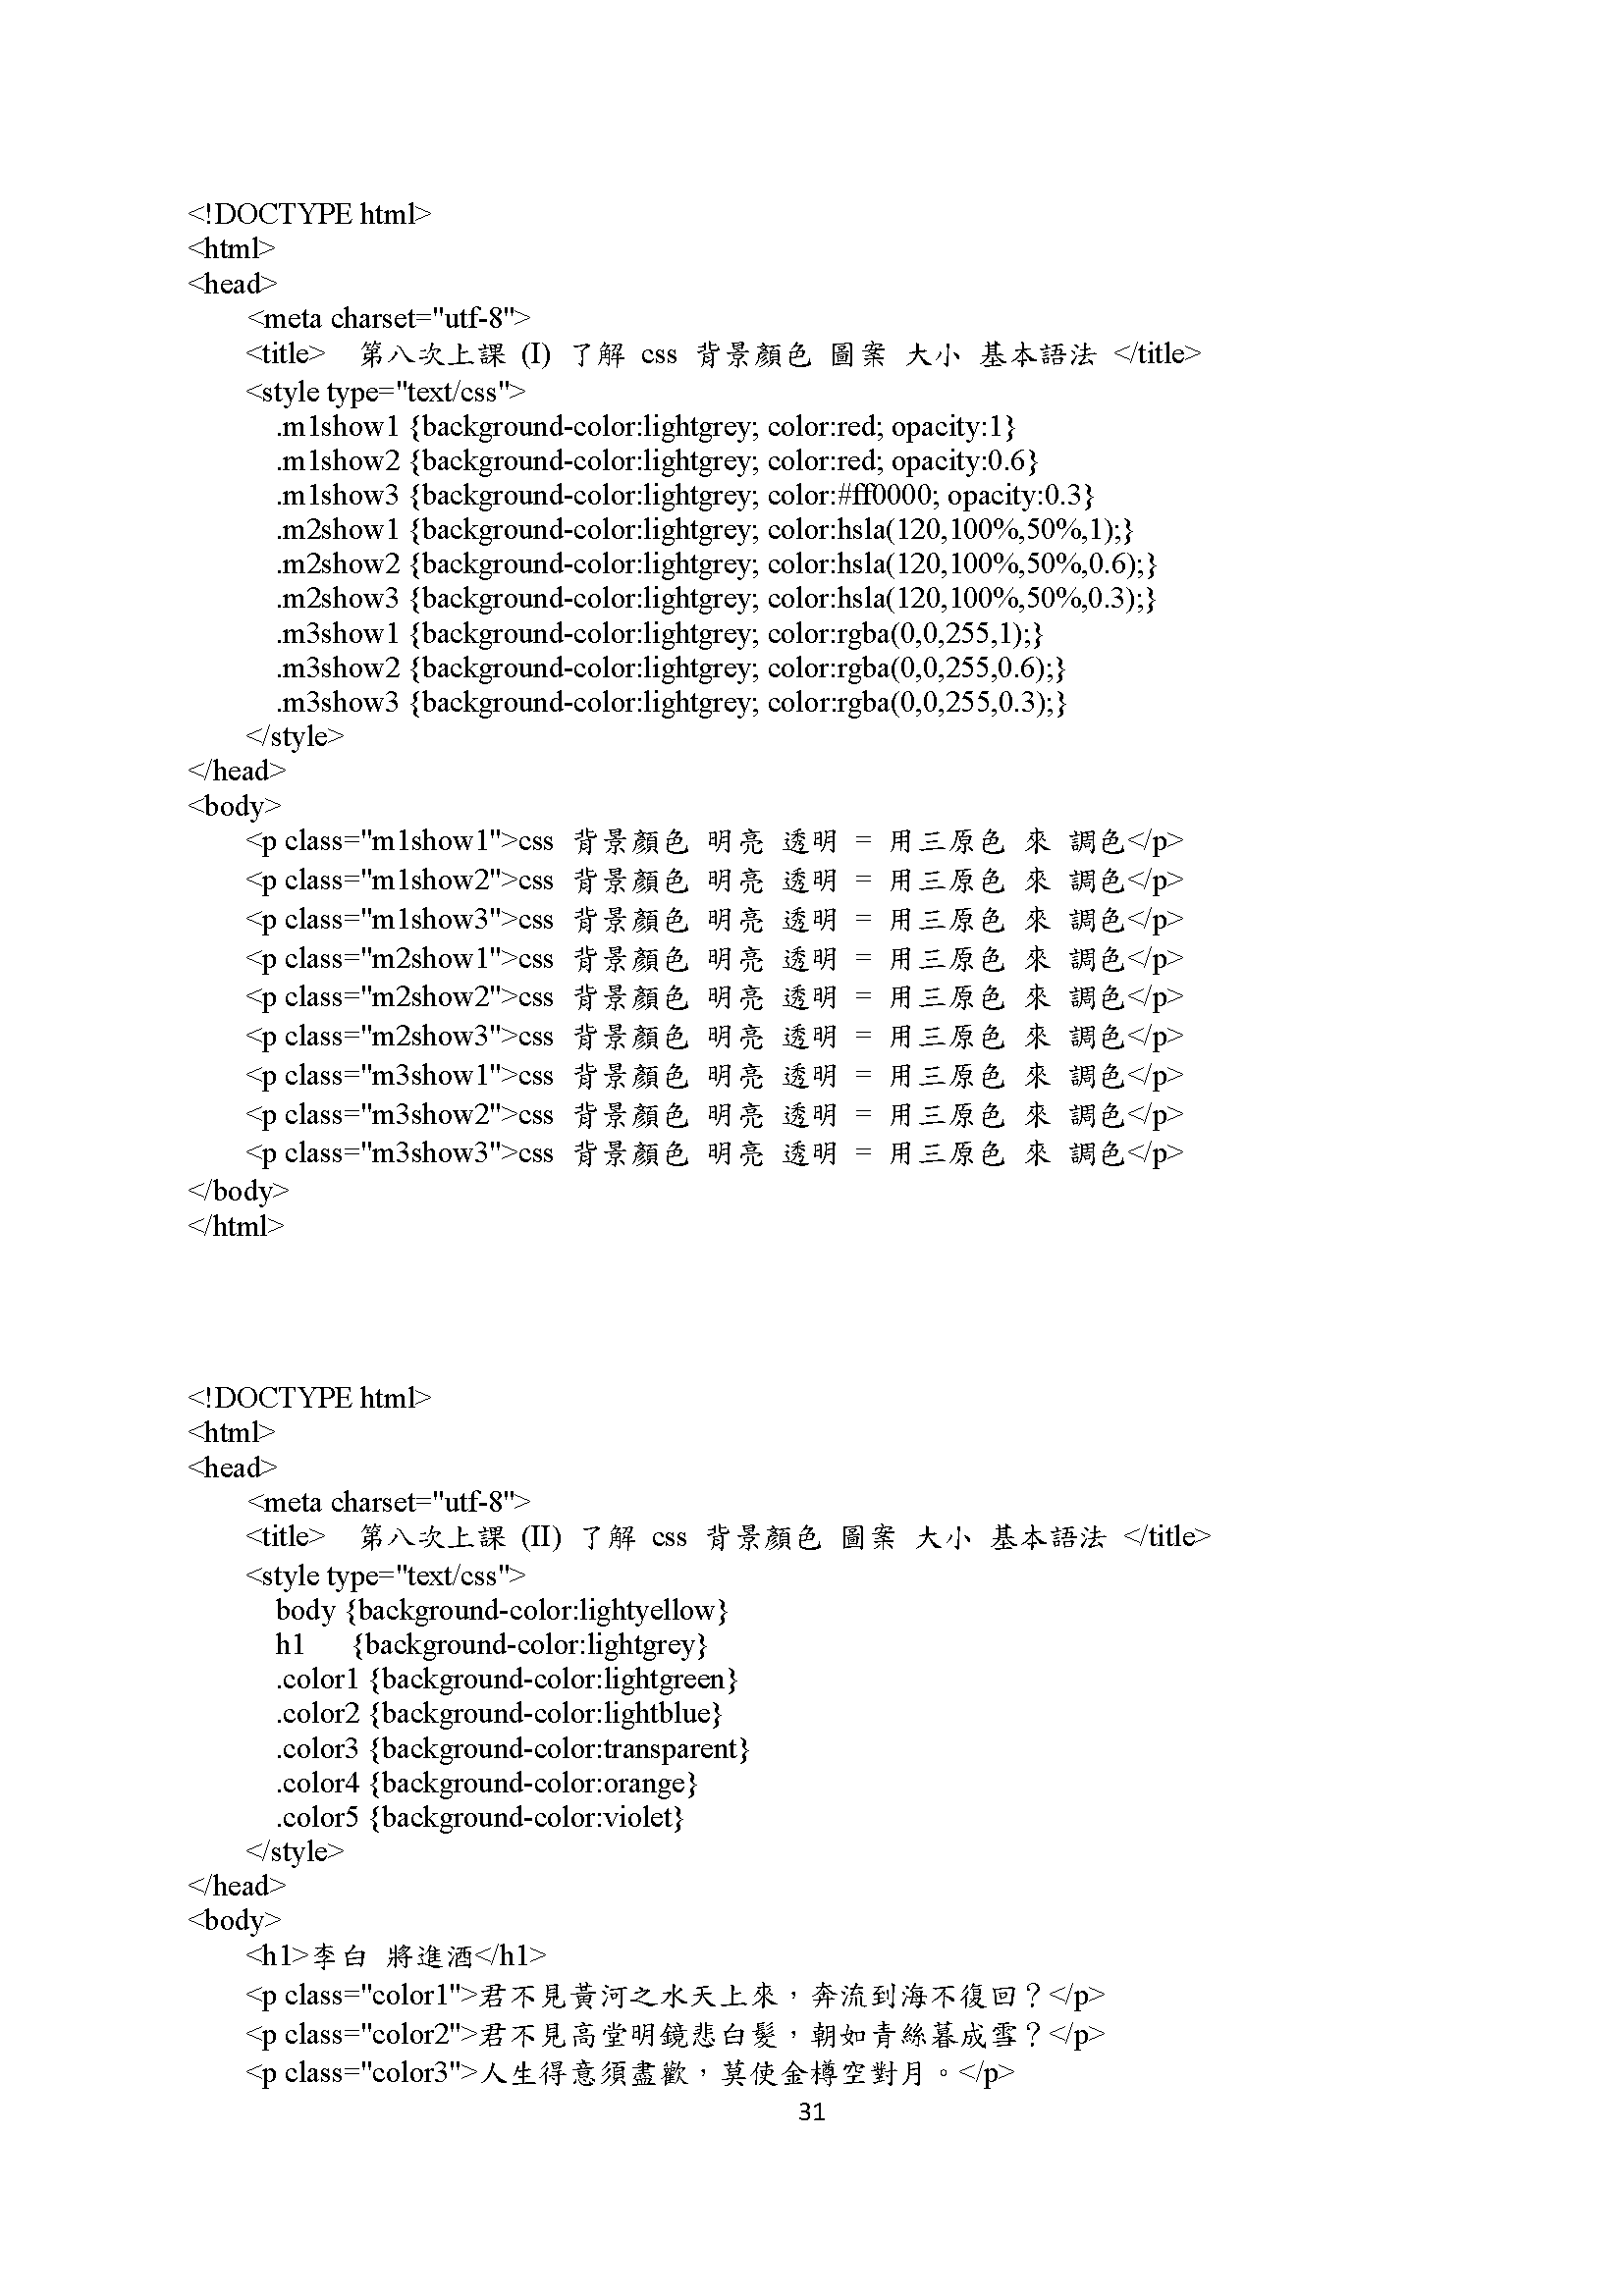 <!DOCTYPE html>
<html>
<head>
<meta charset="utf-8">
<title>  第八次上課 (I) 了解 css 背景顏色 圖案 大小 基本語法 </title>
<style type="text/css">
.m1show1 {background-color:lightgrey; color:red; opacity:1}
.m1show2 {background-color:lightgrey; color:red; opacity:0.6}
.m1show3 {background-color:lightgrey; color:#ff0000; opacity:0.3}
.m2show1 {background-color:lightgrey; color:hsla(120,100%,50%,1);}
.m2show2 {background-color:lightgrey; color:hsla(120,100%,50%,0.6);}
.m2show3 {background-color:lightgrey; color:hsla(120,100%,50%,0.3);}
.m3show1 {background-color:lightgrey; color:rgba(0,0,255,1);}
.m3show2 {background-color:lightgrey; color:rgba(0,0,255,0.6);}
.m3show3 {background-color:lightgrey; color:rgba(0,0,255,0.3);}
</style>
</head>
<body>
<p class="m1show1">css 背景顏色 明亮 透明 = 用三原色 來 調色</p>
<p class="m1show2">css 背景顏色 明亮 透明 = 用三原色 來 調色</p>
<p class="m1show3">css 背景顏色 明亮 透明 = 用三原色 來 調色</p>
<p class="m2show1">css 背景顏色 明亮 透明 = 用三原色 來 調色</p>
<p class="m2show2">css 背景顏色 明亮 透明 = 用三原色 來 調色</p>
<p class="m2show3">css 背景顏色 明亮 透明 = 用三原色 來 調色</p>
<p class="m3show1">css 背景顏色 明亮 透明 = 用三原色 來 調色</p>
<p class="m3show2">css 背景顏色 明亮 透明 = 用三原色 來 調色</p>
<p class="m3show3">css 背景顏色 明亮 透明 = 用三原色 來 調色</p>
</body>
</html>
<!DOCTYPE html>
<html>
<head>
<meta charset="utf-8">
<title>  第八次上課 (II) 了解 css 背景顏色 圖案 大小 基本語法 </title>
<style type="text/css">
body {background-color:lightyellow}
h1 {background-color:lightgrey}
.color1 {background-color:lightgreen}
.color2 {background-color:lightblue}
.color3 {background-color:transparent}
.color4 {background-color:orange}
.color5 {background-color:violet}
</style>
</head>
<body>
<h1>李白 將進酒</h1>
<p class="color1">君不見黃河之水天上來，奔流到海不復回？</p>
<p class="color2">君不見高堂明鏡悲白髮，朝如青絲暮成雪？</p>
<p class="color3">人生得意須盡歡，莫使金樽空對月。</p>
31